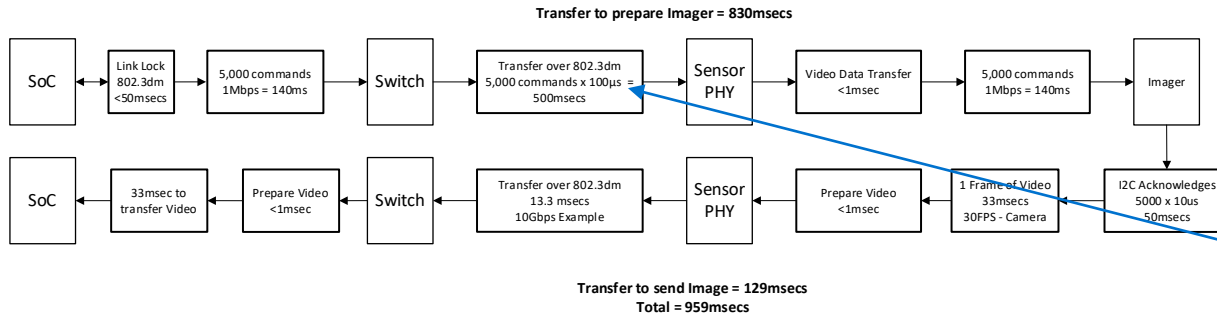 Transfer to prepare Imager = 830msecs
SoC
Link Lock
802.3dm
<50msecs
5,000 commands
1Mbps = 140ms
Switch
Transfer over 802.3dm
5,000 commands x 100µs =
500msecs
Sensor
PHY
Video Data Transfer
<1msec
5,000 commands
1Mbps = 140ms
Imager
SoC
33msec to
transfer Video
Prepare Video
<1msec
Switch
Transfer over 802.3dm
13.3 msecs
10Gbps Example
Sensor
PHY
Prepare Video
<1msec
1 Frame of Video
33msecs
30FPS - Camera
I2C Acknowledges
5000 x 10us
50msecs
Transfer to send Image = 129msecs
Total = 959msecs